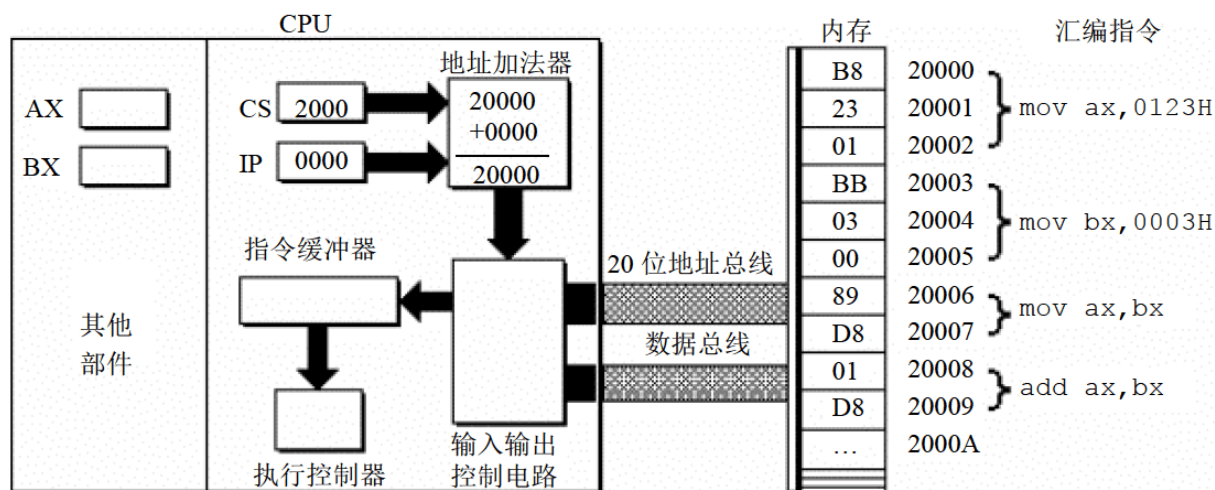 CPU
内存
汇编指令
地址加法器
AX
BX
CS
2000
IP
0000
20000
+0000
20000
指令缓冲器
其他
部件
执行控制器
输入输出
控制电路
20 位地址总线
数据总线
B8 20000
23 20001 mov ax,0123H
01 20002
BB 20003
03 20004 mov bx,0003H
00 20005
89 20006
D8 20007 mov ax,bx
01 20008
D8 20009 add ax,bx
… 2000A